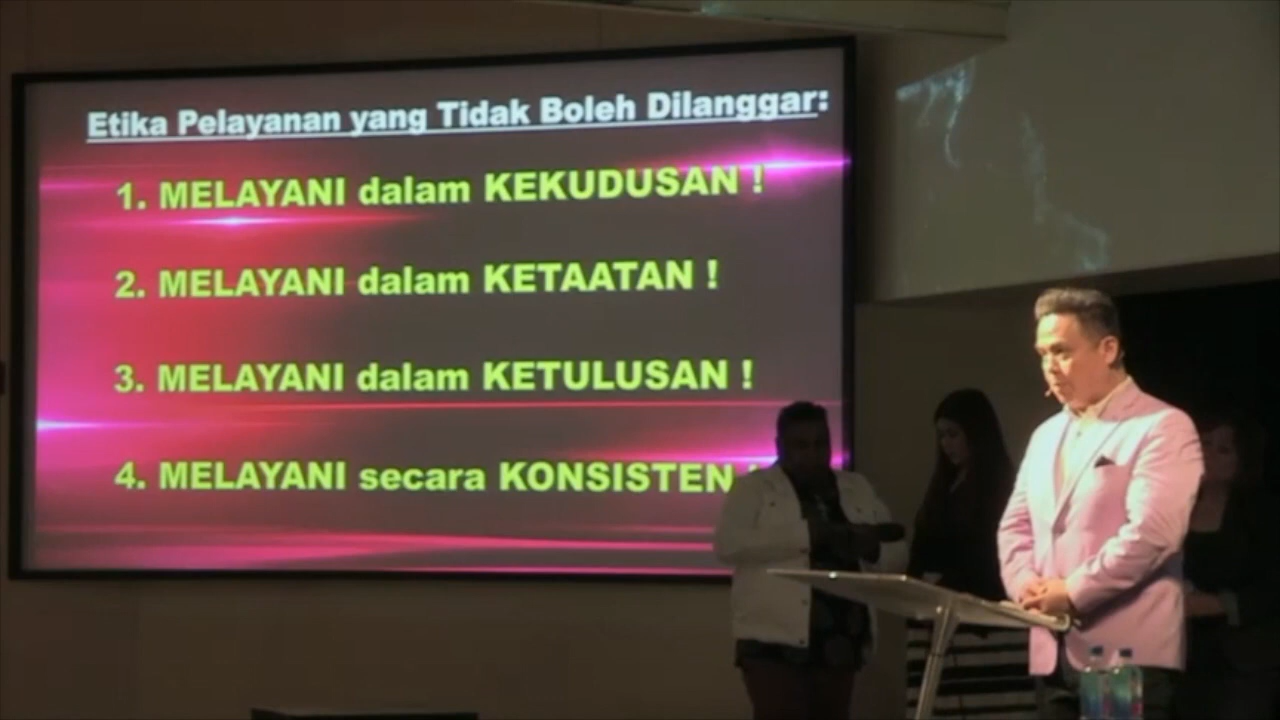 Etika Pelayanan yang Tidak Boleh Dilanggar:
1. MELAYANI dalam KEKUDUSAN !
2. MELAYANI dalam KETAATAN !
3. MELAYANI dalam KETULUSAN !
4. MELAYANI secara KONSISTEN !